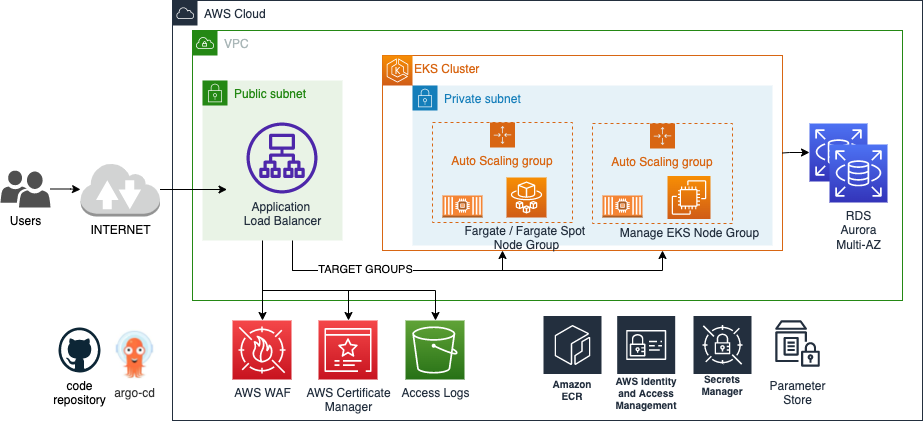 AWS Cloud
VPC
EKS Cluster
Public subnet
Private subnet
Auto Scaling group
Auto Scaling group
Application
Load Balancer
Users
INTERNET
Fargate / Fargate Spot
Node Group
Manage EKS Node Group
RDS
Aurora
Multi-AZ
TARGET GROUPS
code
repository
argo-cd
AWS WAF
AWS Certificate
Manager
Access Logs
Amazon
ECR
AWS Identity
and Access
Management
Secrets
Manager
Parameter
Store